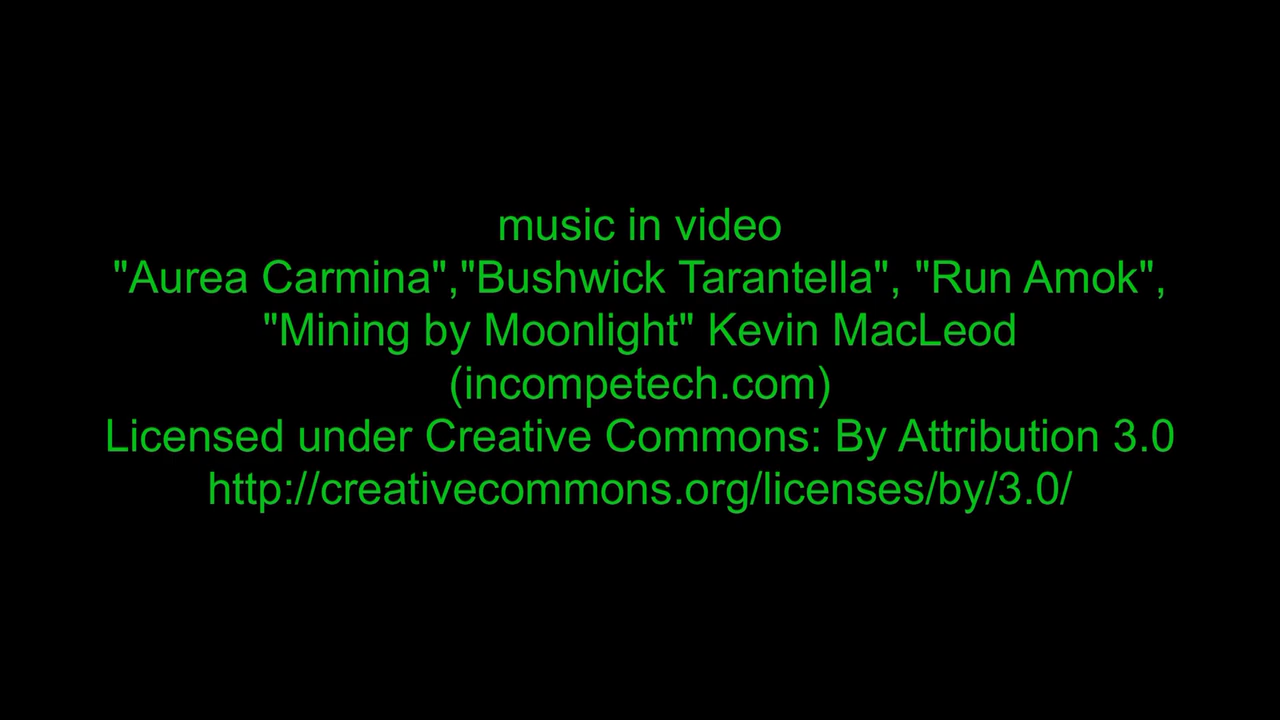 music in video
"Aurea Carmina","Bushwick Tarantella", "Run Amok",
"Mining by Moonlight" Kevin MacLeod
(incompetech.com)
Licensed under Creative Commons: By Attribution 3.0
http://creativecommons.org/licenses/by/3.0/